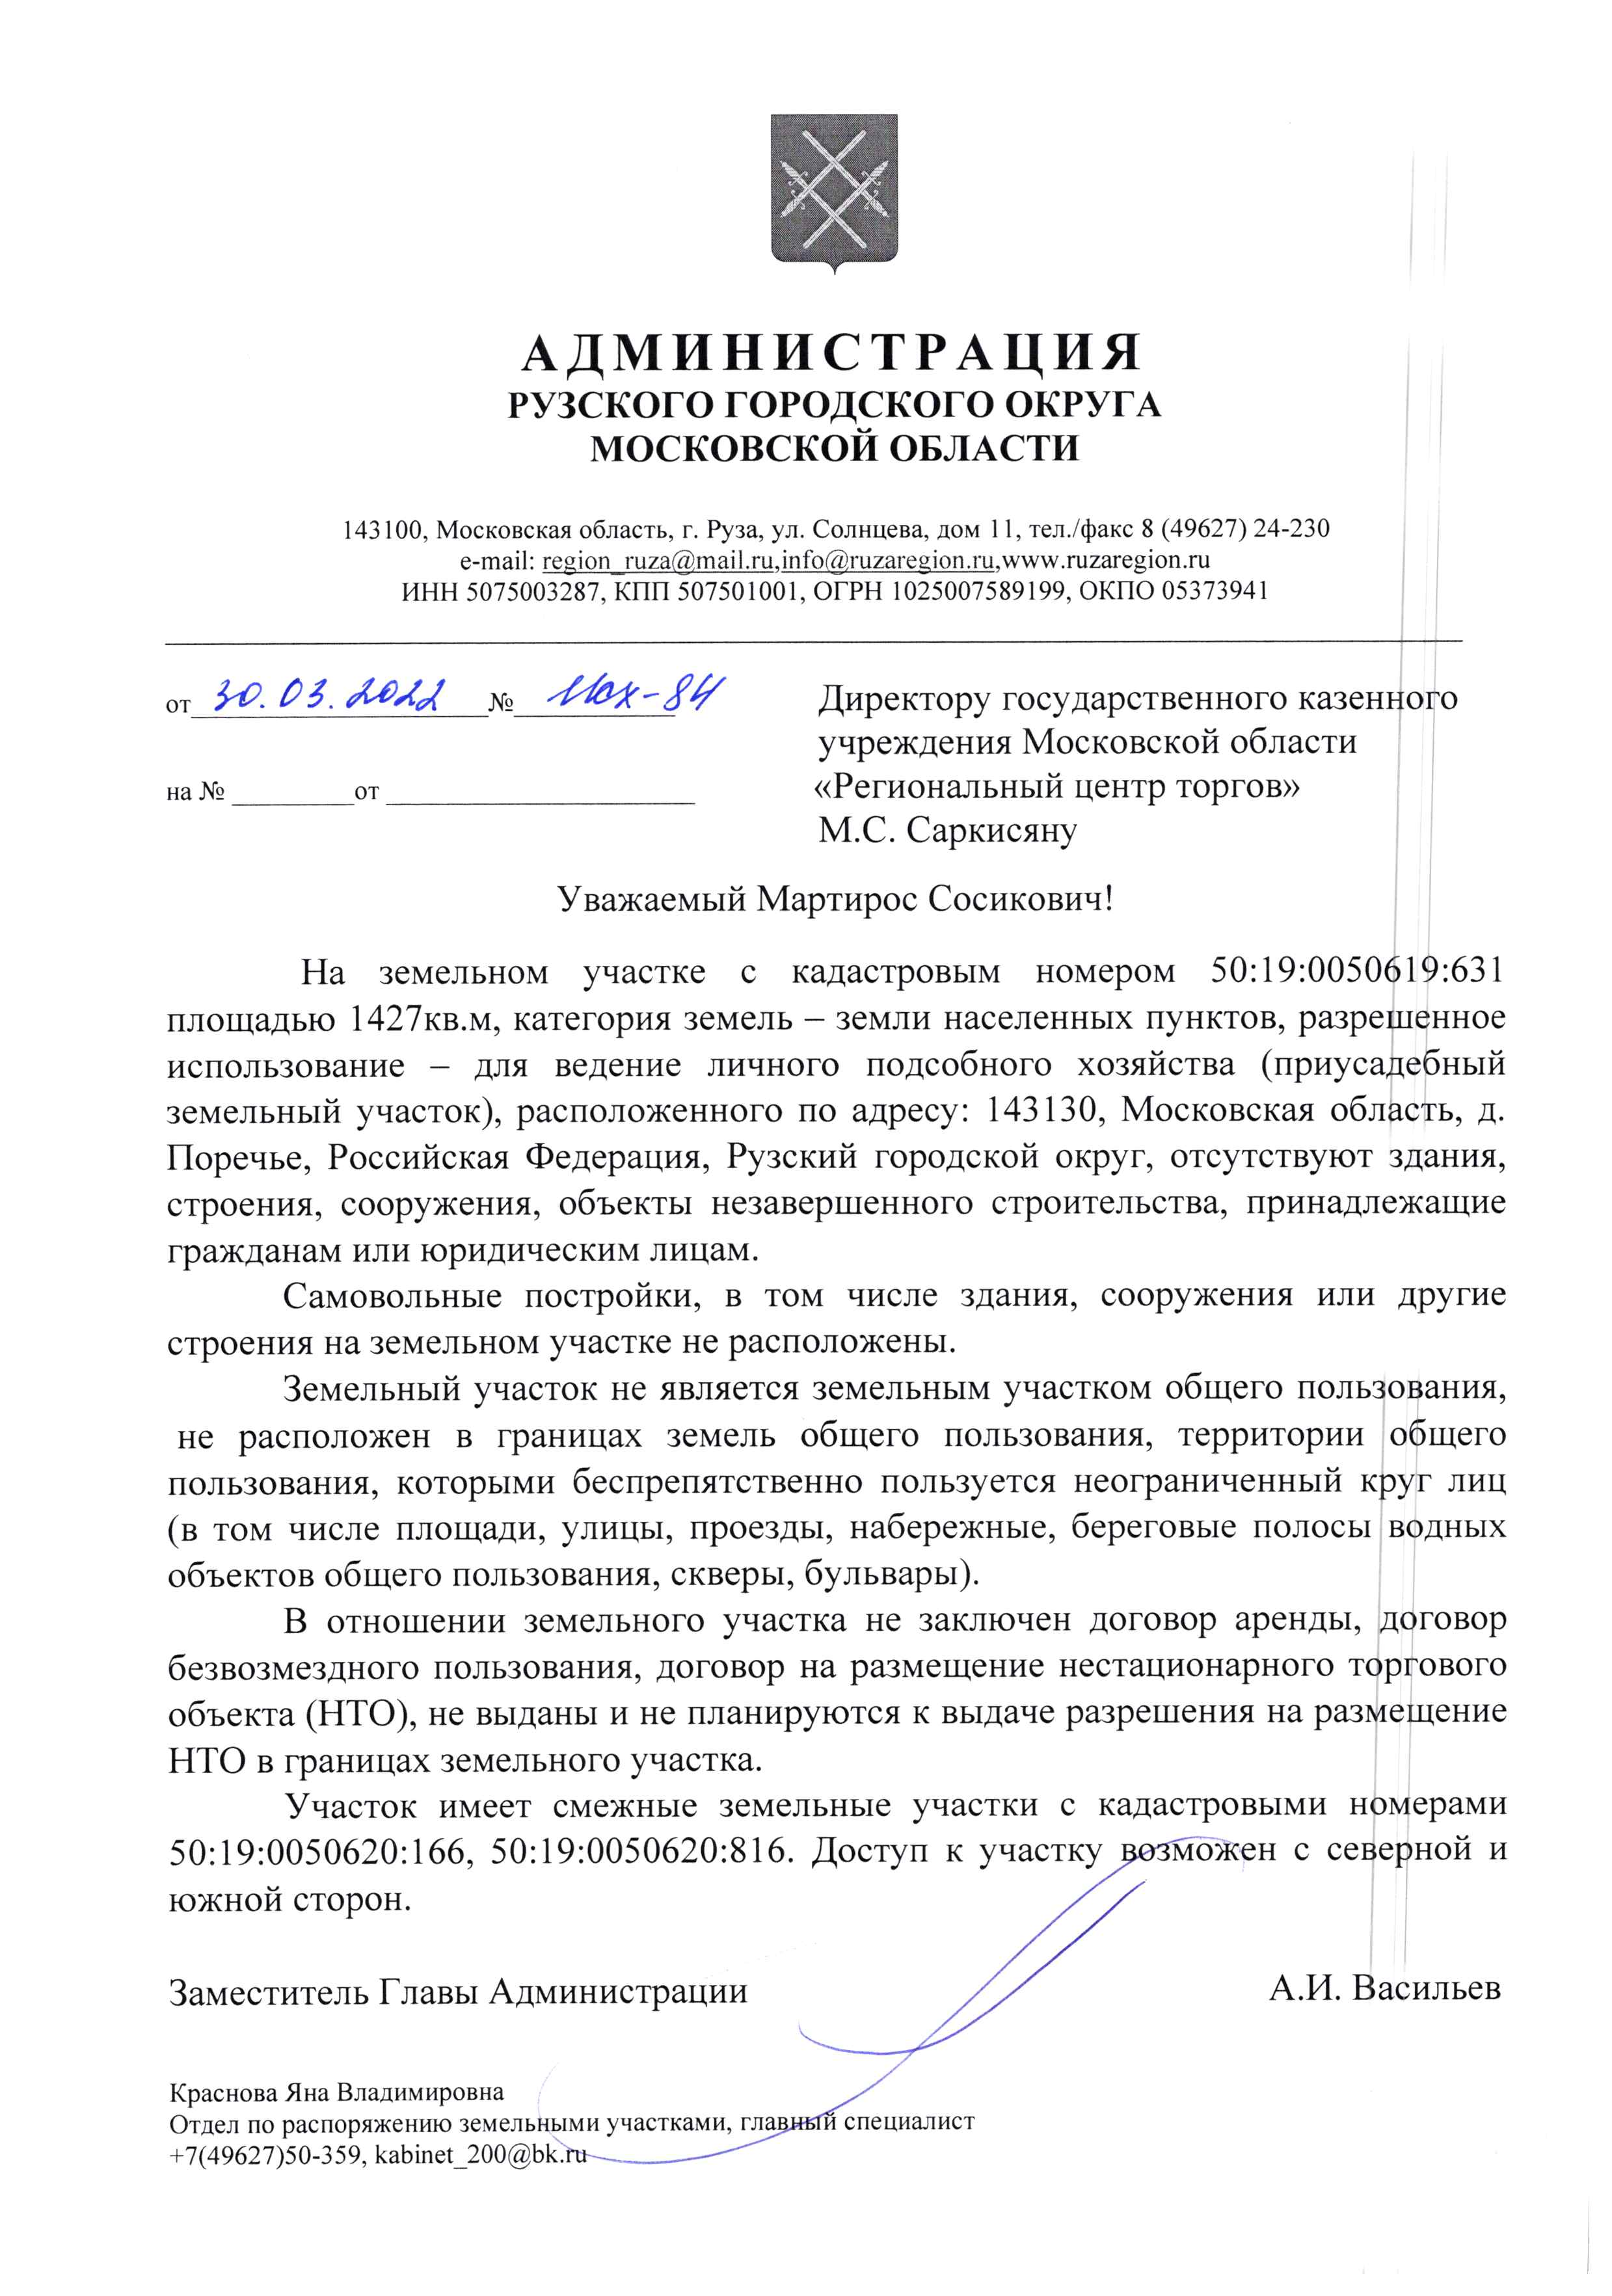 АДМИНИСТРАЦИЯ
РУЗСКОГО ГОРОДСКОГО ОКРУГА
МОСКОВСКОЙ ОБЛАСТИ
143100, Московская область, г. Руза, ул. Солнцева, дом 11, тел./факс 8 (49627) 24-230
e-mail: region_ruza@mail.ru,info@ruzaregion.ru,www.ruzaregion.ru
ИНН 5075003287, КПП 507501001, ОГРН 1025007589199, ОКПО 05373941
от 30.03.2022 № Исх-84
на № от
Директору государственного казенного
учреждения Московской области
«Региональный центр торгов»
М.С. Саркисяну
Уважаемый Мартирос Сосикович!
На земельном участке с кадастровым номером 50:19:0050619:631
площадью 1427кв.м, категория земель – земли населенных пунктов, разрешенное
использование – для ведение личного подсобного хозяйства (приусадебный
земельный участок), расположенного по адресу: 143130, Московская область, д.
Поречье, Российская Федерация, Рузский городской округ, отсутствуют здания,
строения, сооружения, объекты незавершенного строительства, принадлежащие
гражданам или юридическим лицам.
Самовольные постройки, в том числе здания, сооружения или другие
строения на земельном участке не расположены.
Земельный участок не является земельным участком общего пользования,
не расположен в границах земель общего пользования, территории общего
пользования, которыми беспрепятственно пользуется неограниченный круг лиц
(в том числе площади, улицы, проезды, набережные, береговые полосы водных
объектов общего пользования, скверы, бульвары).
В отношении земельного участка не заключен договор аренды, договор
безвозмездного пользования, договор на размещение нестационарного торгового
объекта (НТО), не выданы и не планируются к выдаче разрешения на размещение
НТО в границах земельного участка.
Участок имеет смежные земельные участки с кадастровыми номерами
50:19:0050620:166, 50:19:0050620:816. Доступ к участку возможен с северной и
южной сторон.
Заместитель Главы Администрации А.И. Васильев
Краснова Яна Владимировна
Отдел по распоряжению земельными участками, главный специалист
+7(49627)50-359, kabinet_200@bk.ru